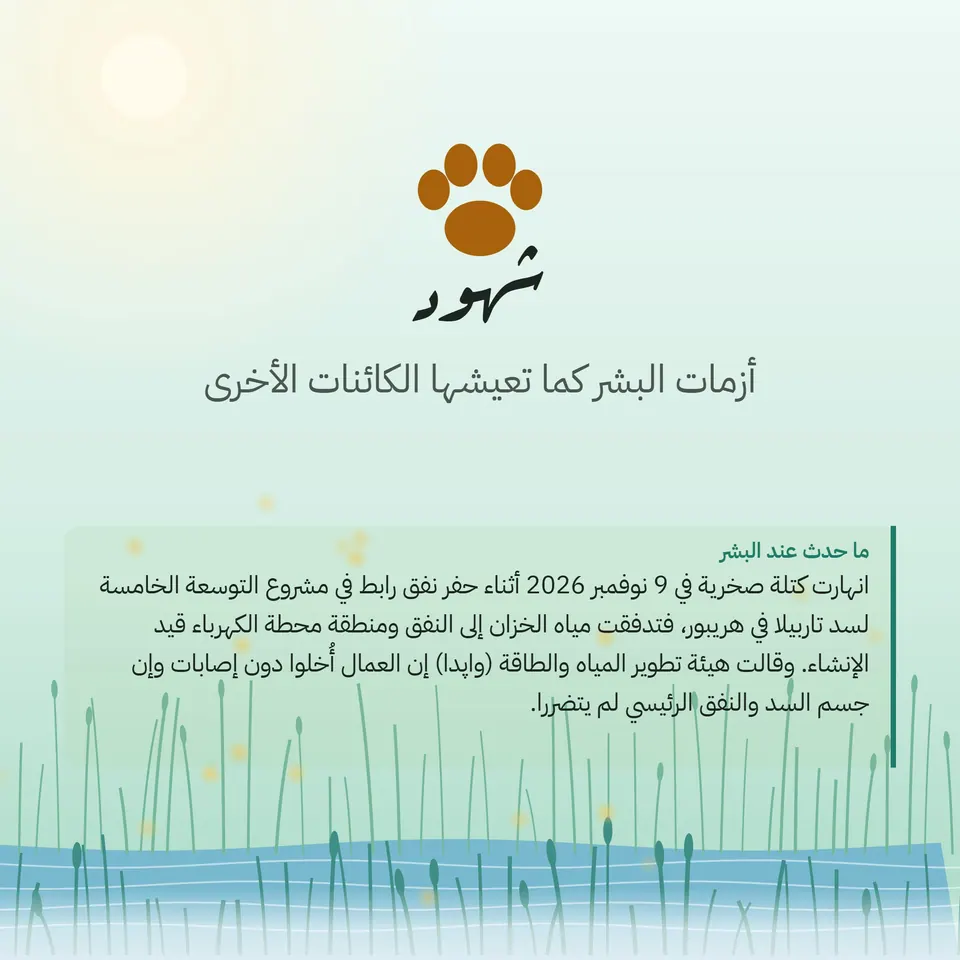 شهود
أزمات البشر كما تعيشها الكائنات الأخرى
ما حدث عند البشر
انهارت كتلة صخرية في 9 نوفمبر 2026 أثناء حفر نفق رابط في مشروع التوسعة الخامسة
لسد تاربيلا في هريبور، فتدفقت مياه الخزان إلى النفق ومنطقة محطة الكهرباء قيد
الإنشاء. وقالت هيئة تطوير المياه والطاقة (واپدا) إن العمال أُخلوا دون إصابات وإن
جسم السد والنفق الرئيسي لم يتضررا.